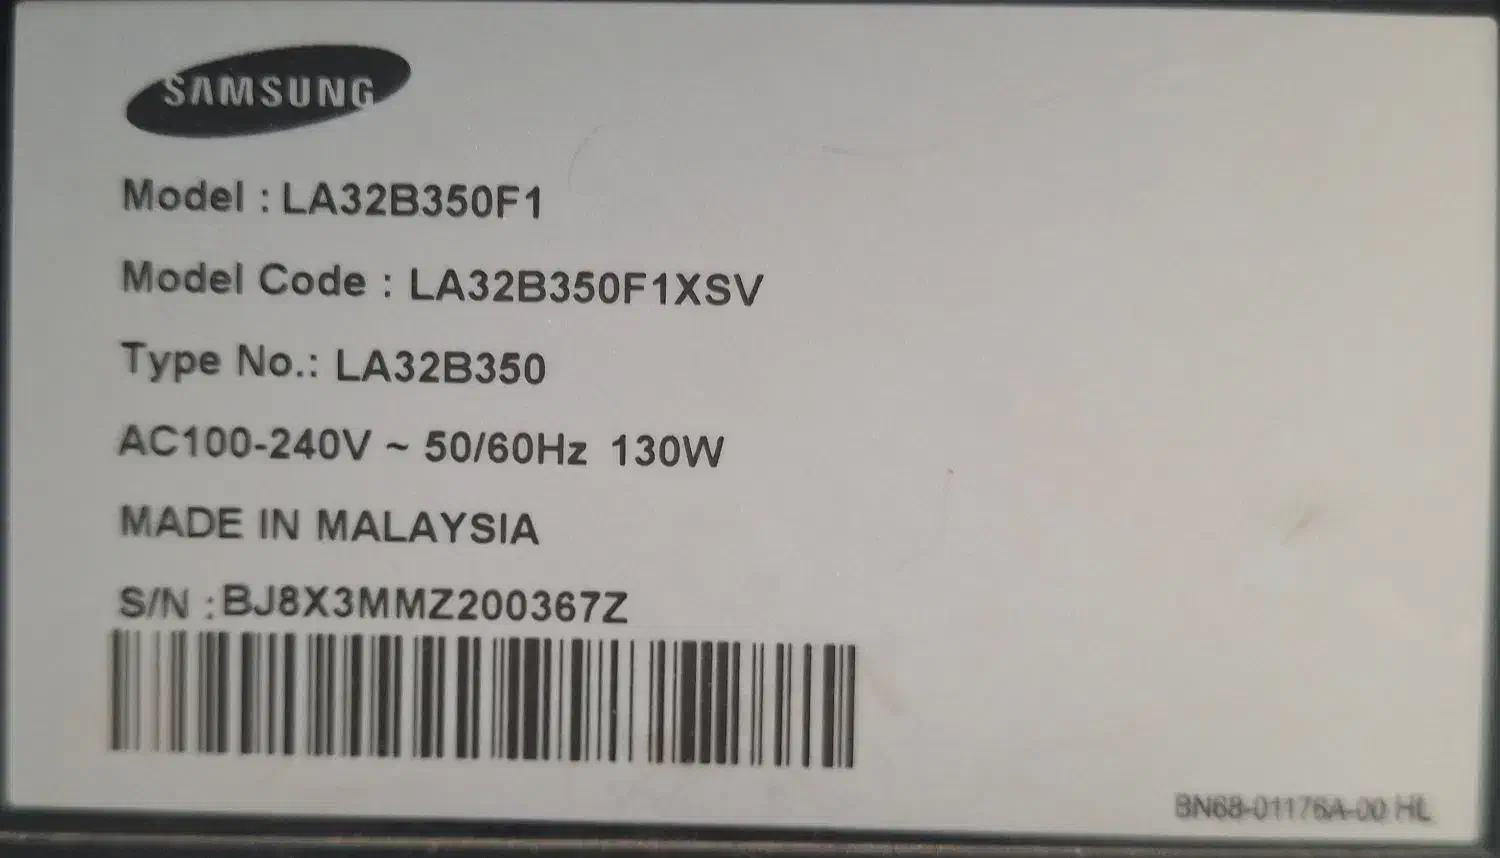 SAMSUNG
Model : LA32B350F1
Model Code : LA32B350F1XSV
Type No.: LA32B350
AC100-240V ~ 50/60Hz 130W
MADE IN MALAYSIA
S/N : BJ8X3MMZ200367Z
BN68-01176A-00 HL